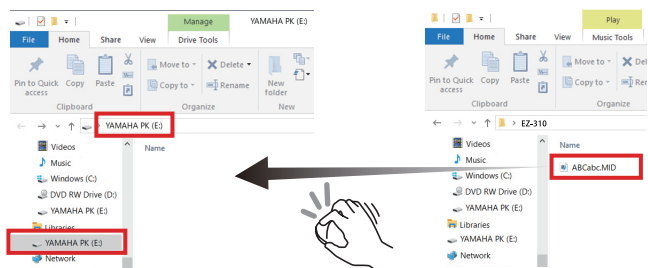 Manage YAMAHA PK (E:)
File Home Share View Drive Tools
Pin to Quick access
Copy
Paste
Move to
Copy to
Delete
Rename
New folder
Clipboard Organize New
YAMAHA PK (E:)
Videos
Music
Windows (C:)
DVD RW Drive (D:)
YAMAHA PK (E:)
Libraries
YAMAHA PK (E:)
Network
Name
Play
File Home Share View Music Tools
Pin to Quick access
Copy
Paste
Move to
Copy to
Del
Rer
Clipboard Organize
EZ-310
Videos
Music
Windows (C:)
DVD RW Drive (D:)
YAMAHA PK (E:)
Libraries
YAMAHA PK (E:)
Network
Name
ABCabc.MID